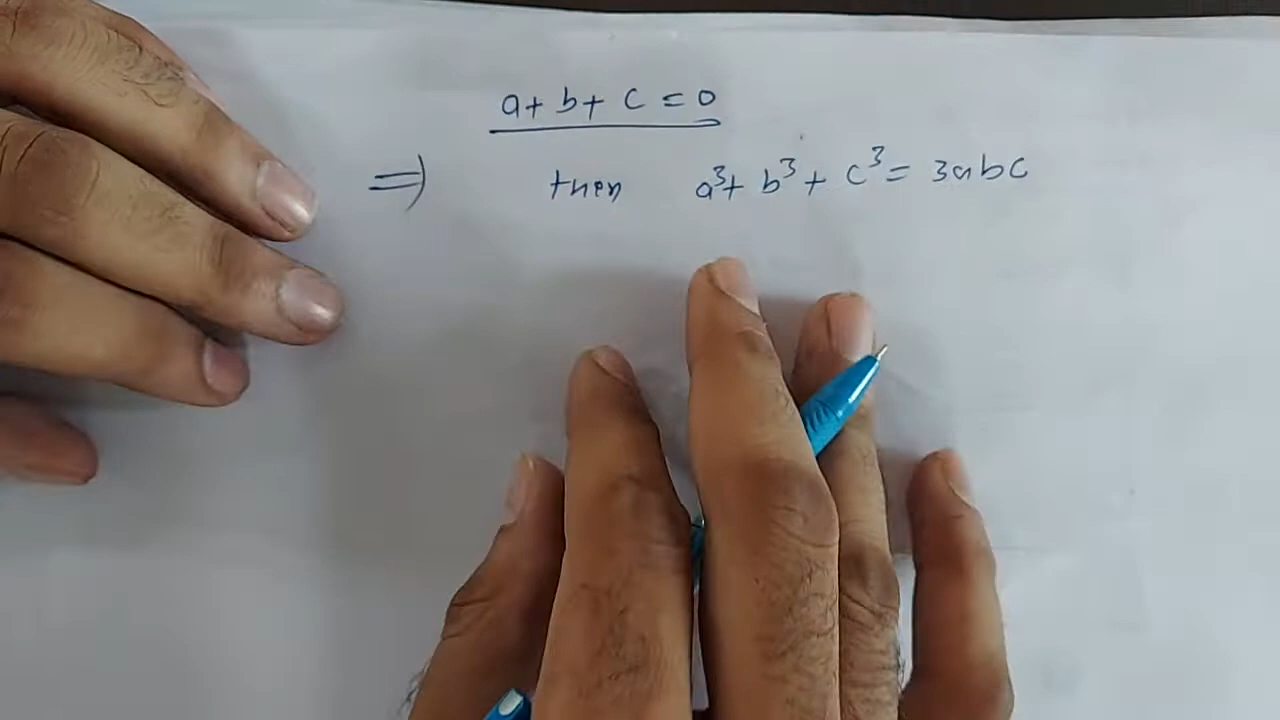 a+ b+ c = 0
⇒ then a³+ b³ + c³ = 3abc